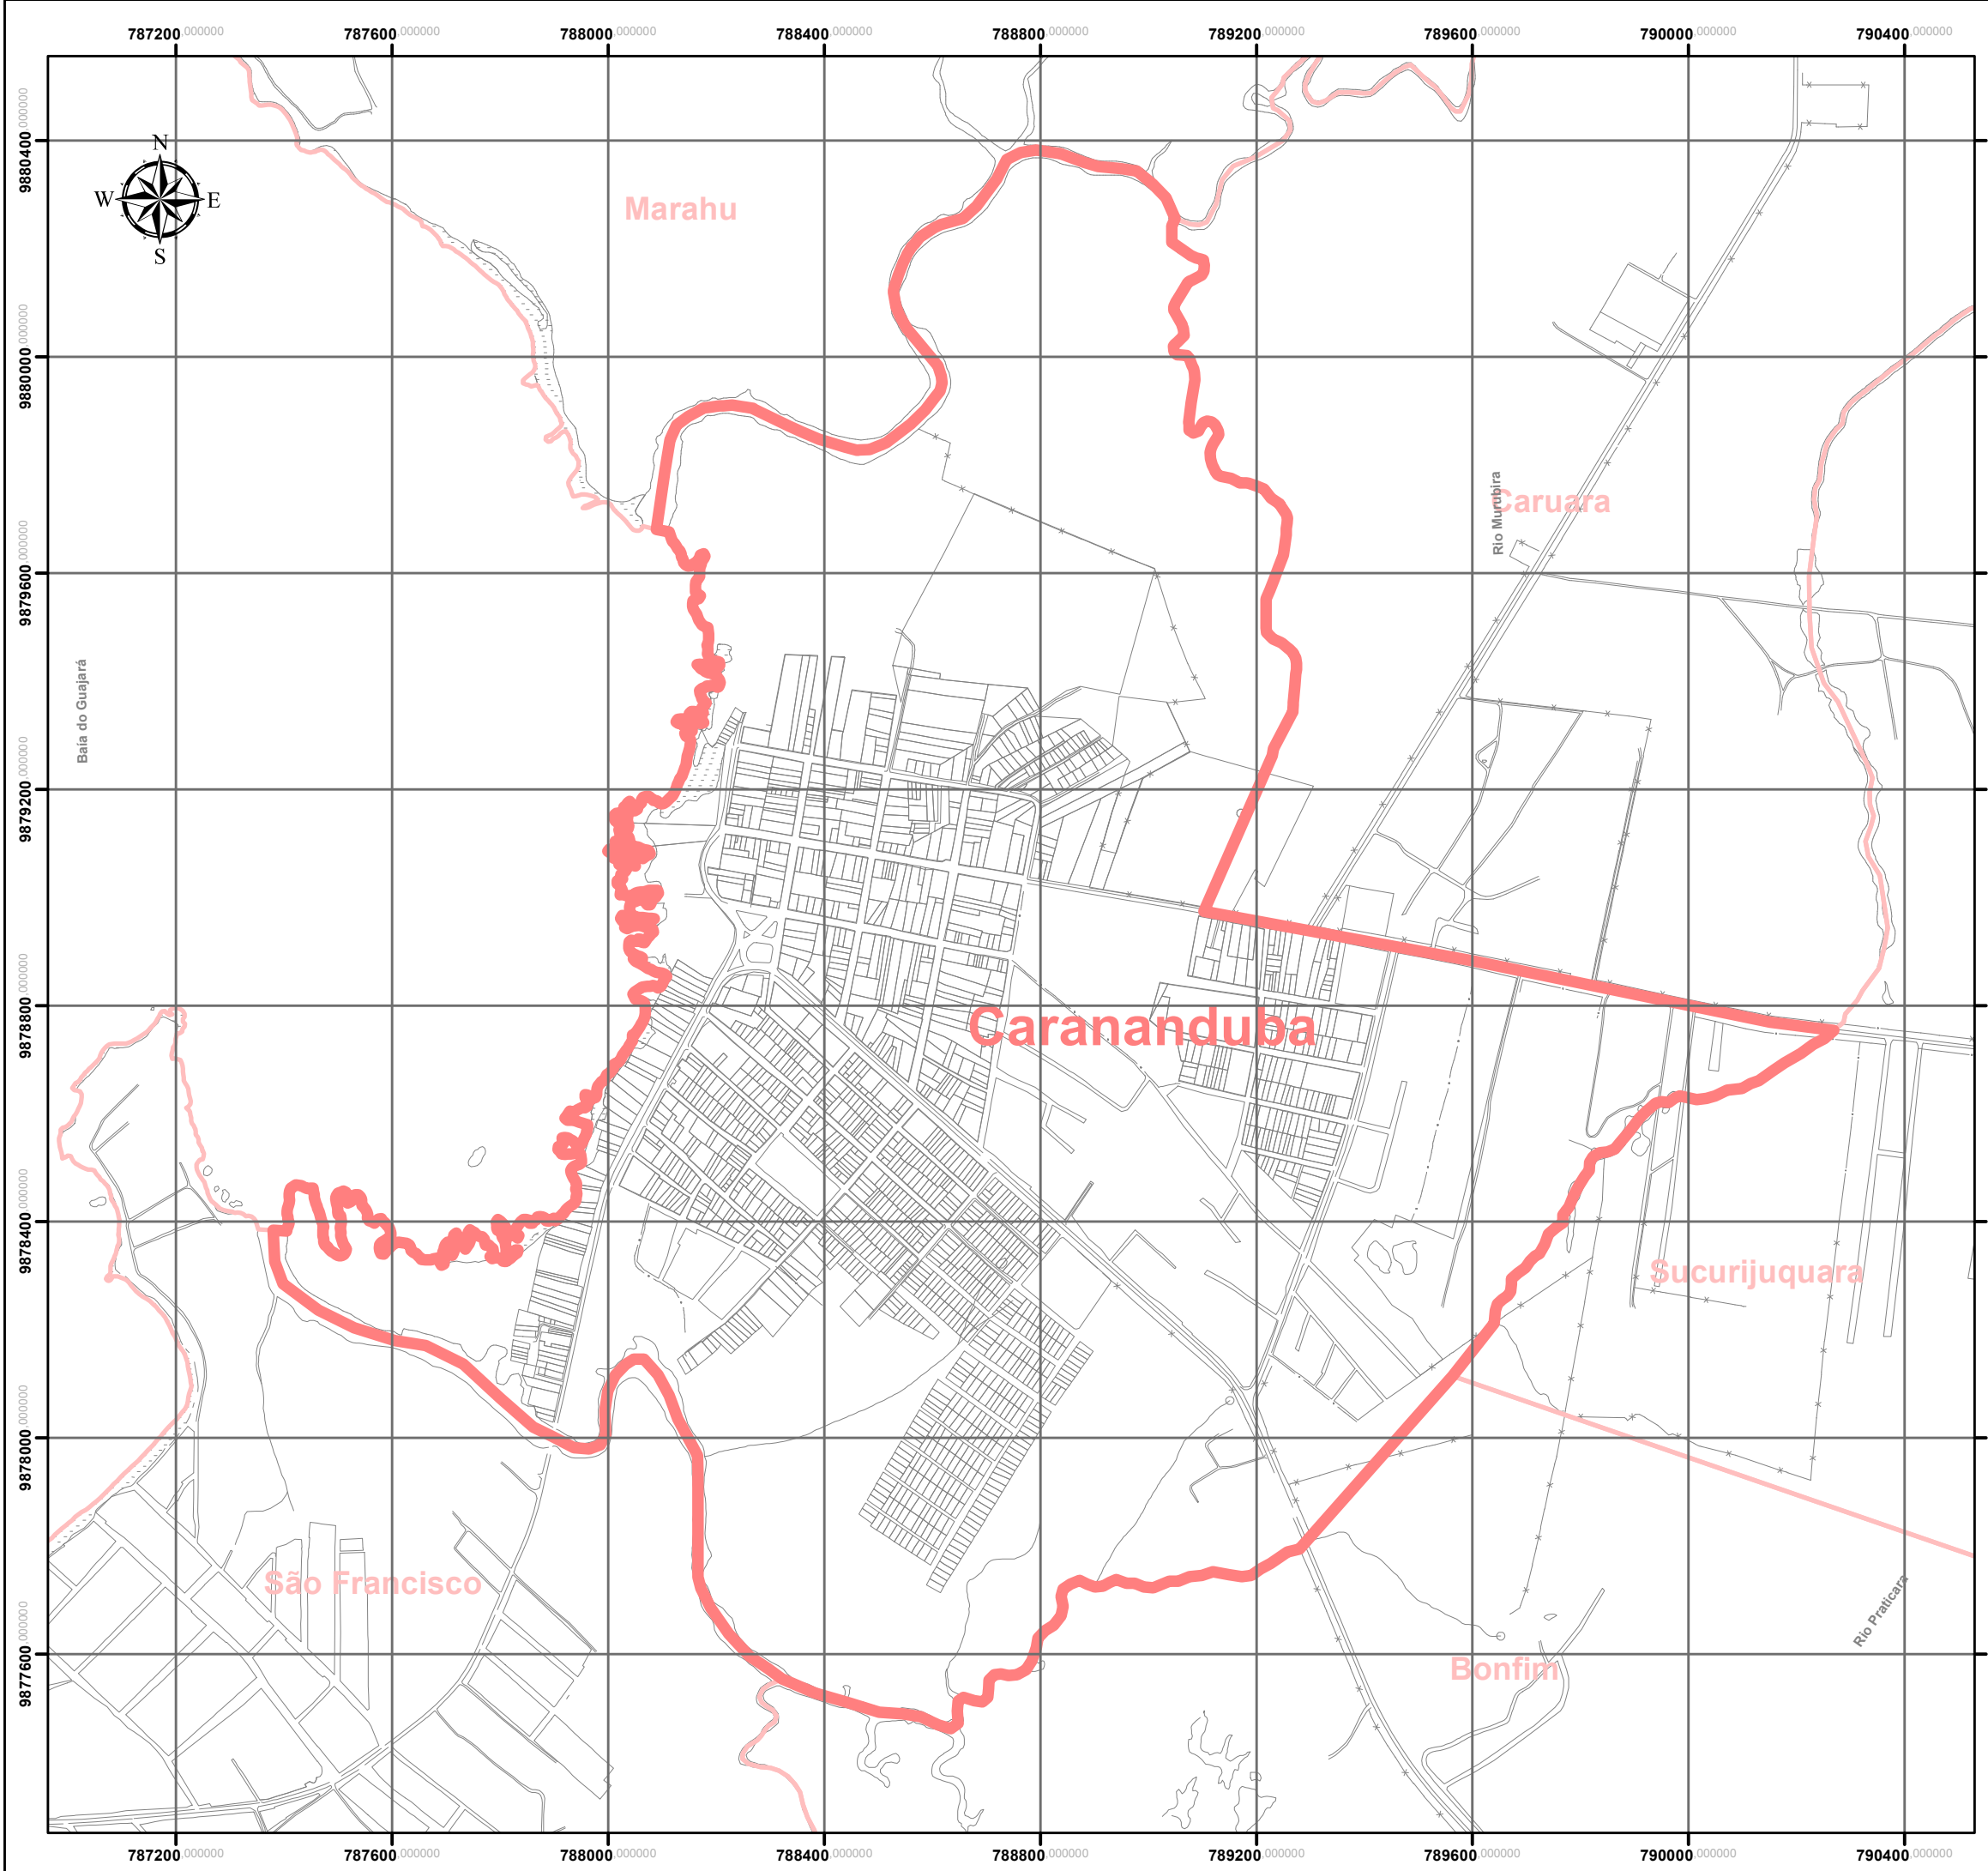 787200.000000 787600.000000 788000.000000 788400.000000 788800.000000 789200.000000 789600.000000 790000.000000 790400.000000
9880400.000000
9880000.000000
9879600.000000
9879200.000000
9878800.000000
9878400.000000
9878000.000000
9877600.000000
N
W E
S
Marahu
Caruara
Rio Murubira
Baía do Guajará
Carananduba
Sucurijuquara
São Francisco
Rio Praticara
Bonfim
787200.000000 787600.000000 788000.000000 788400.000000 788800.000000 789200.000000 789600.000000 790000.000000 790400.000000